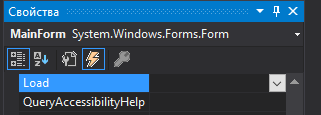 Свойства
MainForm System.Windows.Forms.Form
Load
QueryAccessibilityHelp